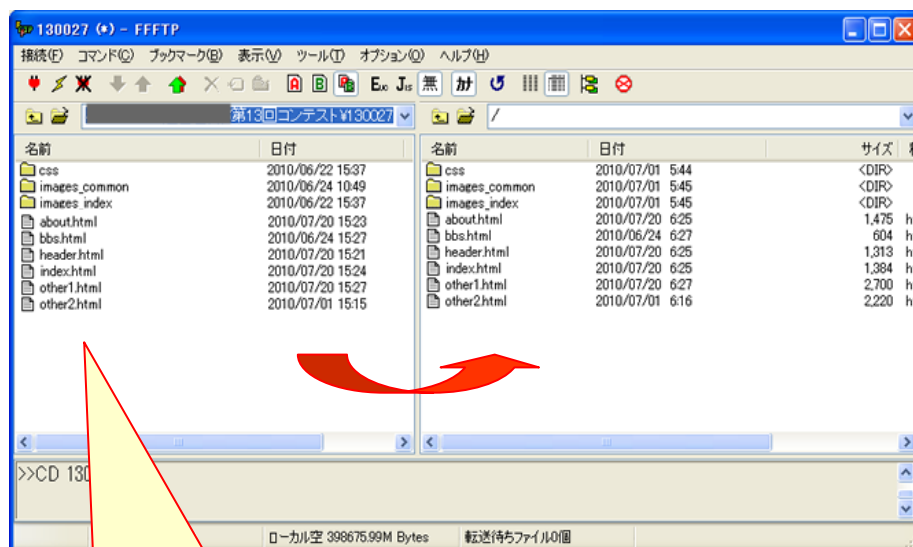 130027 (*) - FFFTP
接続(F) コマンド(C) ブックマーク(B) 表示(V) ツール(T) オプション(O) ヘルプ(H)
A B Euc Jis 無 カナ
第13回コンテスト¥130027 /
名前 日付 名前 日付 サイズ
css 2010/06/22 15:37 css 2010/07/01 5:44 <DIR>
images_common 2010/06/24 10:49 images_common 2010/07/01 5:45 <DIR>
images_index 2010/06/22 15:37 images_index 2010/07/01 5:45 <DIR>
about.html 2010/07/20 15:23 about.html 2010/07/20 6:25 1,475 h
bbs.html 2010/06/24 15:27 bbs.html 2010/06/24 6:27 604 h
header.html 2010/07/20 15:21 header.html 2010/07/20 6:25 1,313 h
index.html 2010/07/20 15:24 index.html 2010/07/20 6:25 1,384 h
other1.html 2010/07/20 15:27 other1.html 2010/07/20 6:27 2,700 h
other2.html 2010/07/01 15:15 other2.html 2010/07/01 6:16 2,220 h
>>CD 130
ローカル空 398675.99M Bytes 転送待ちファイル0個